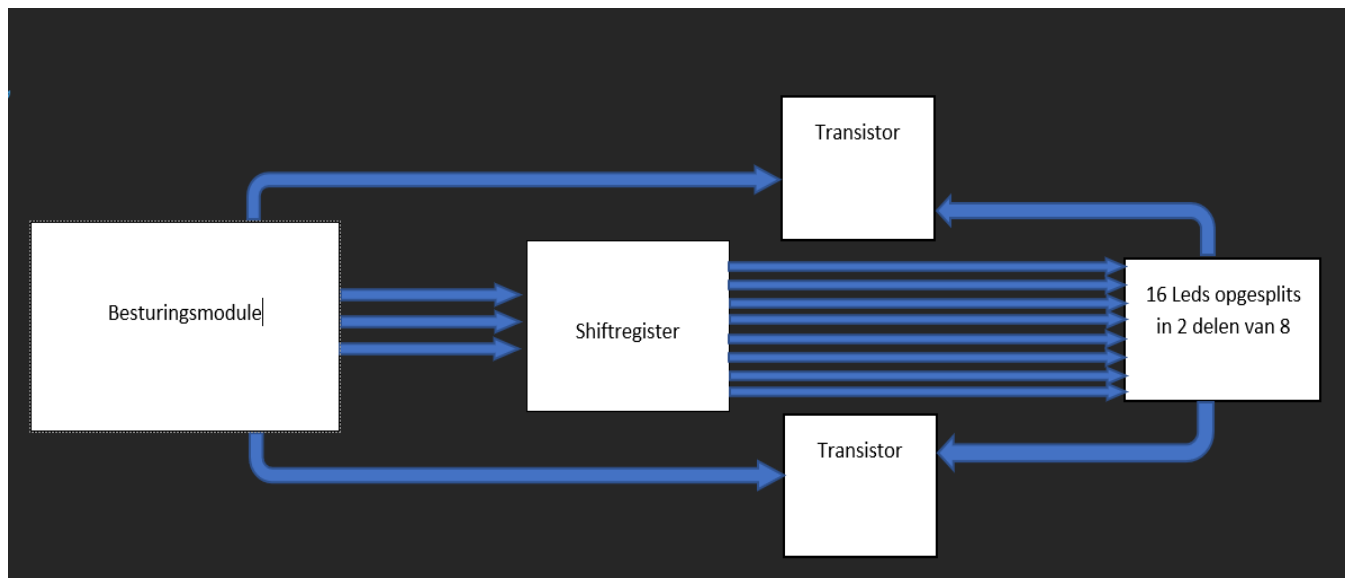 Transistor
Besturingsmodule
Shiftregister
16 Leds opgesplits
in 2 delen van 8
Transistor